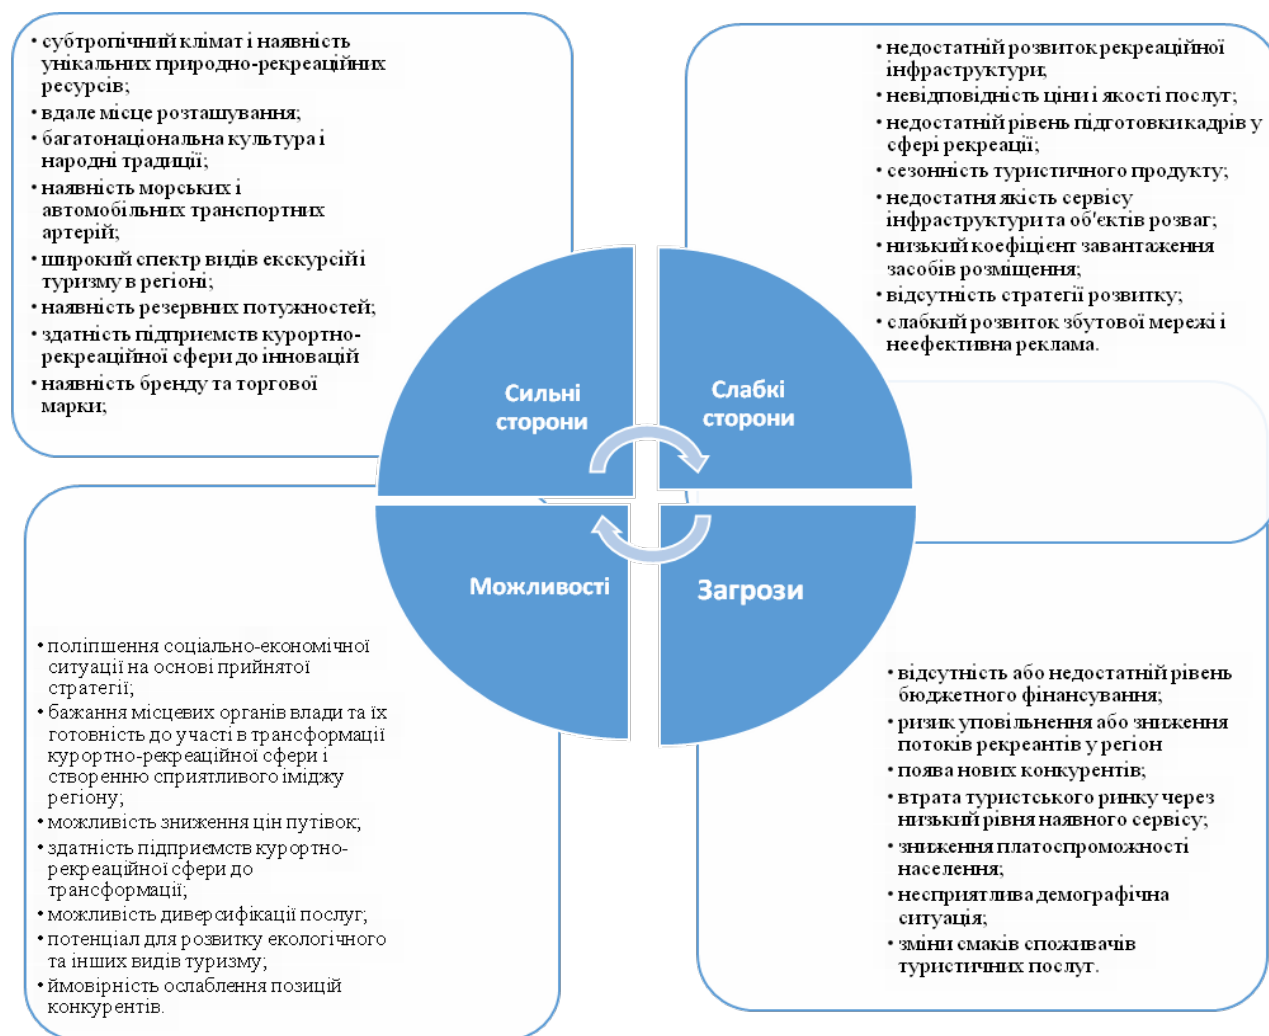 • субтропічний клімат і наявність
унікальних природно-рекреаційних
ресурсів;
• вдале місце розташування;
• багатонаціональна культура і
народні традиції;
• наявність морських і
автомобільних транспортних
артерій;
• широкий спектр видів екскурсій і
туризму в регіоні;
• наявність резервних потужностей;
• здатність підприємств курортно-
рекреаційної сфери до інновацій
• наявність бренду та торгової
марки;
• недостатній розвиток рекреаційної
інфраструктури;
• невідповідність ціни і якості послуг;
• недостатній рівень підготовки кадрів у
сфері рекреації;
• сезонність туристичного продукту;
• недостатня якість сервісу
інфраструктури та об'єктів розваг;
• низький коефіцієнт завантаження
засобів розміщення;
• відсутність стратегії розвитку;
• слабкий розвиток збутової мережі і
неефективна реклама.
Сильні
сторони
Слабкі
сторони
Можливості
Загрози
• поліпшення соціально-економічної
ситуації на основі прийнятої
стратегії;
• бажання місцевих органів влади та їх
готовність до участі в трансформації
курортно-рекреаційної сфери і
створенню сприятливого іміджу
регіону;
• можливість зниження цін путівок;
• здатність підприємств курортно-
рекреаційної сфери до
трансформації;
• можливість диверсифікації послуг;
• потенціал для розвитку екологічного
та інших видів туризму;
• ймовірність ослаблення позицій
конкурентів.
• відсутність або недостатній рівень
бюджетного фінансування;
• ризик уповільнення або зниження
потоків рекреантів у регіон
• поява нових конкурентів;
• втрата туристського ринку через
низький рівня наявного сервісу;
• зниження платоспроможності
населення;
• несприятлива демографічна
ситуація;
• зміни смаків споживачів
туристичних послуг.